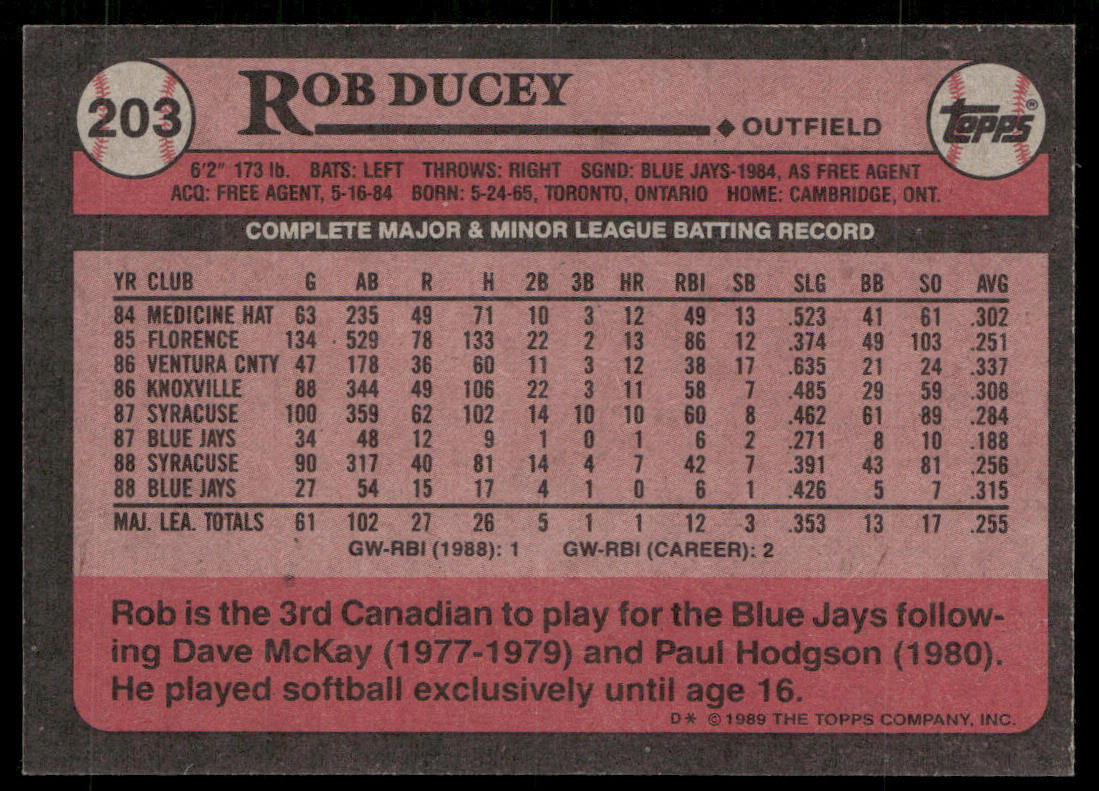 203
ROB DUCEY
◆ OUTFIELD
Topps®
6'2" 173 lb. BATS: LEFT THROWS: RIGHT SGND: BLUE JAYS-1984, AS FREE AGENT
ACQ: FREE AGENT, 5-16-84 BORN: 5-24-65, TORONTO, ONTARIO HOME: CAMBRIDGE, ONT.
COMPLETE MAJOR & MINOR LEAGUE BATTING RECORD
YR CLUB G AB R H 2B 3B HR RBI SB SLG BB SO AVG
84 MEDICINE HAT 63 235 49 71 10 3 12 49 13 .523 41 61 .302
85 FLORENCE 134 529 78 133 22 2 13 86 12 .374 49 103 .251
86 VENTURA CNTY 47 178 36 60 11 3 12 38 17 .635 21 24 .337
86 KNOXVILLE 88 344 49 106 22 3 11 58 7 .485 29 59 .308
87 SYRACUSE 100 359 62 102 14 10 10 60 8 .462 61 89 .284
87 BLUE JAYS 34 48 12 9 1 0 1 6 2 .271 8 10 .188
88 SYRACUSE 90 317 40 81 14 4 7 42 7 .391 43 81 .256
88 BLUE JAYS 27 54 15 17 4 1 0 6 1 .426 5 7 .315
MAJ. LEA. TOTALS 61 102 27 26 5 1 1 12 3 .353 13 17 .255
GW-RBI (1988): 1 GW-RBI (CAREER): 2
Rob is the 3rd Canadian to play for the Blue Jays follow-
ing Dave McKay (1977-1979) and Paul Hodgson (1980).
He played softball exclusively until age 16.
D* © 1989 THE TOPPS COMPANY, INC.